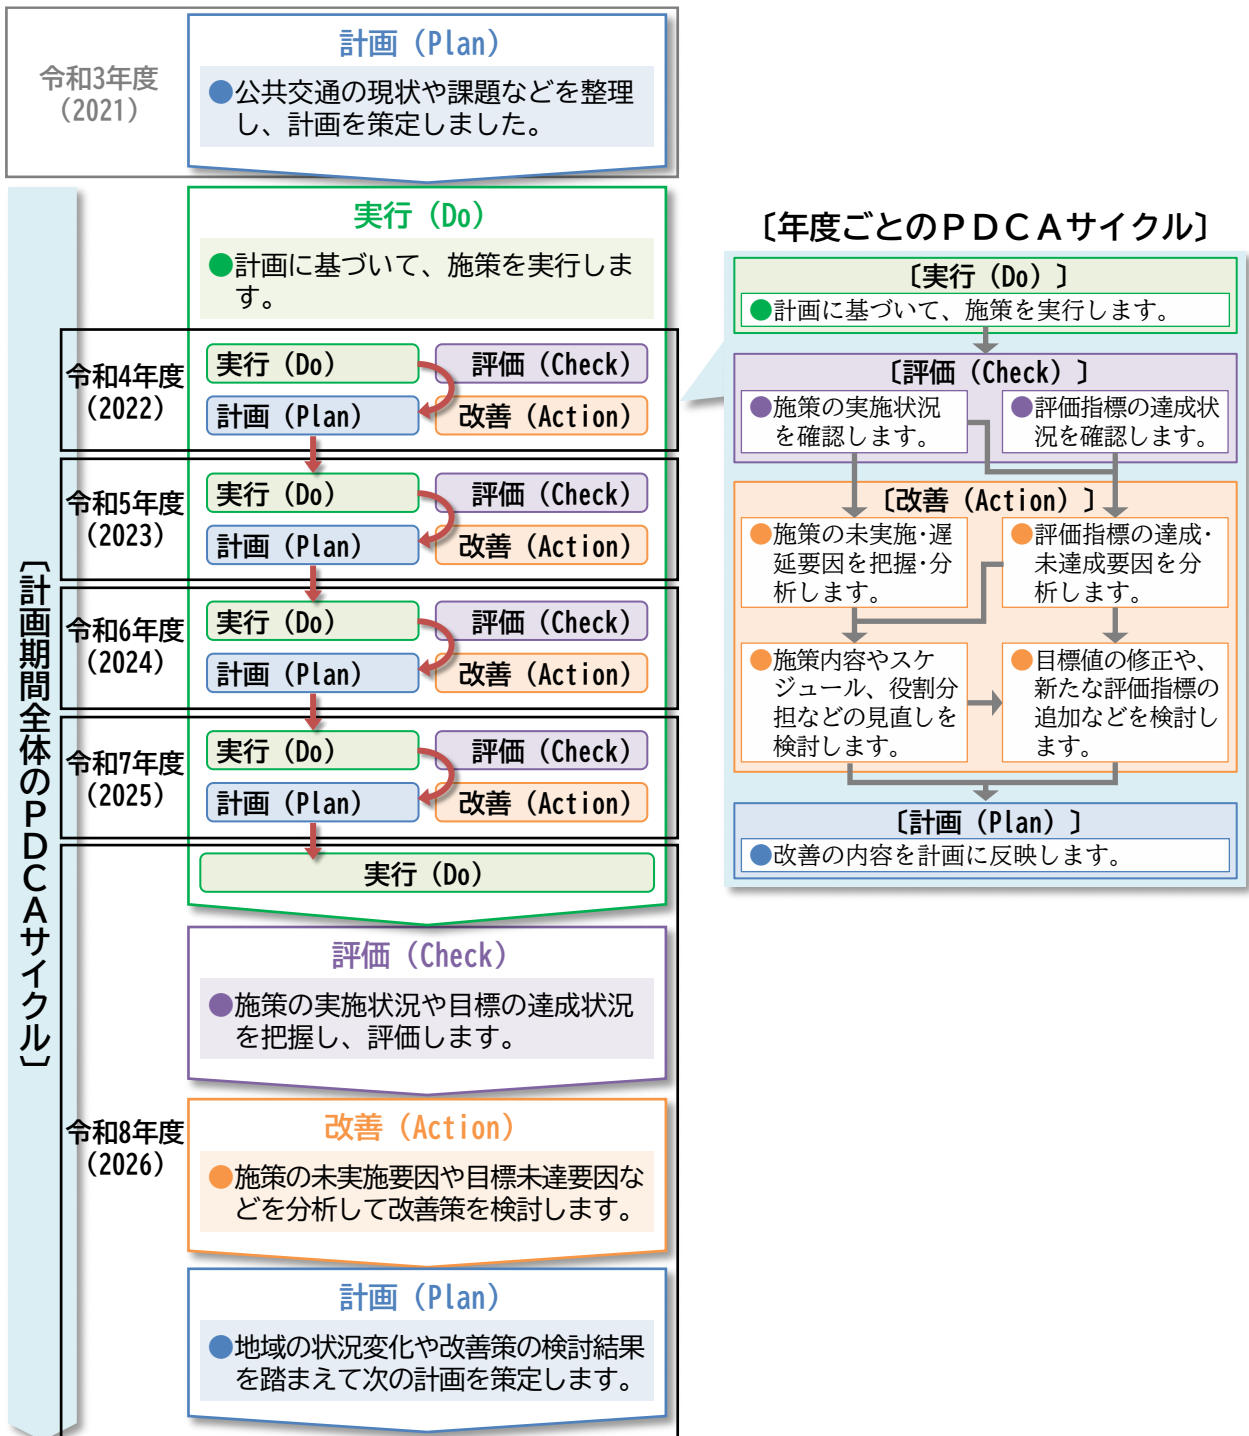 令和3年度
(2021)
計画（Plan）
●公共交通の現状や課題などを整理
し、計画を策定しました。
〔計画期間全体のＰＤＣＡサイクル〕
実行（Do）
●計画に基づいて、施策を実行しま
す。
令和4年度
(2022)
実行（Do）
評価（Check）
計画（Plan）
改善（Action）
令和5年度
(2023)
実行（Do）
評価（Check）
計画（Plan）
改善（Action）
令和6年度
(2024)
実行（Do）
評価（Check）
計画（Plan）
改善（Action）
令和7年度
(2025)
実行（Do）
評価（Check）
計画（Plan）
改善（Action）
令和8年度
(2026)
実行（Do）
評価（Check）
●施策の実施状況や目標の達成状況
を把握し、評価します。
改善（Action）
●施策の未実施要因や目標未達要因な
どを分析して改善策を検討します。
計画（Plan）
●地域の状況変化や改善策の検討結果
を踏まえて次の計画を策定します。
〔年度ごとのＰＤＣＡサイクル〕
〔実行（Do）〕
●計画に基づいて、施策を実行します。
〔評価（Check）〕
●施策の実施状況
を確認します。
●評価指標の達成状
況を確認します。
〔改善（Action）〕
●施策の未実施・遅
延要因を把握・分
析します。
●評価指標の達成・
未達成要因を分
析します。
●施策内容やスケ
ジュール、役割分
担などの見直しを
検討します。
●目標値の修正や、
新たな評価指標の
追加などを検討し
ます。
〔計画（Plan）〕
●改善の内容を計画に反映します。